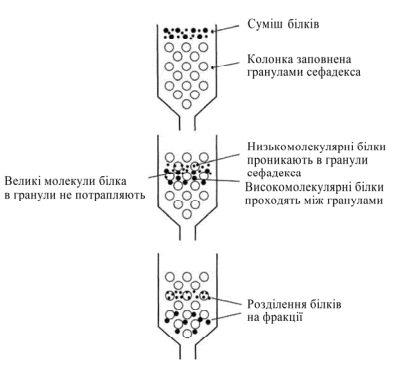 Суміш білків
Колонка заповнена
гранулами сефадекса
Низькомолекулярні білки
проникають в гранули
сефадекса
Великі молекули білка
в гранули не потрапляють
Високомолекулярні білки
проходять між гранулами
Розділення білків
на фракції